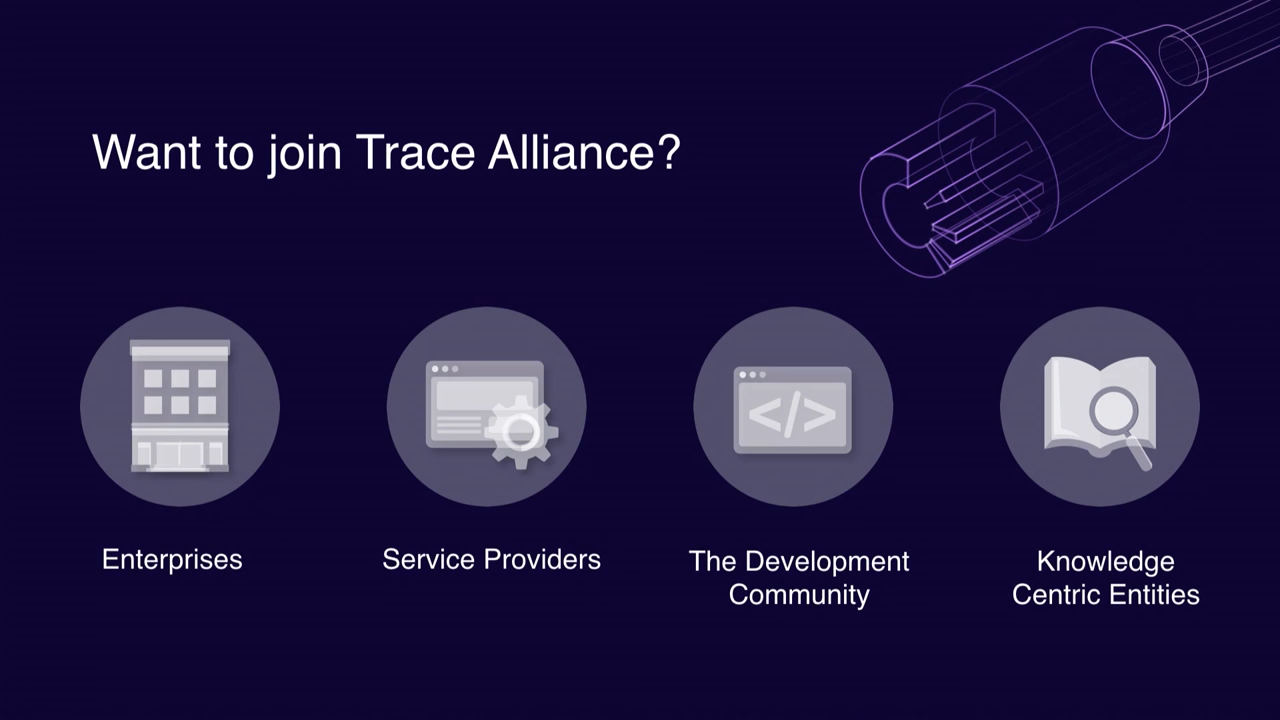 Want to join Trace Alliance?
</>
Enterprises
Service Providers
The Development
Community
Knowledge
Centric Entities